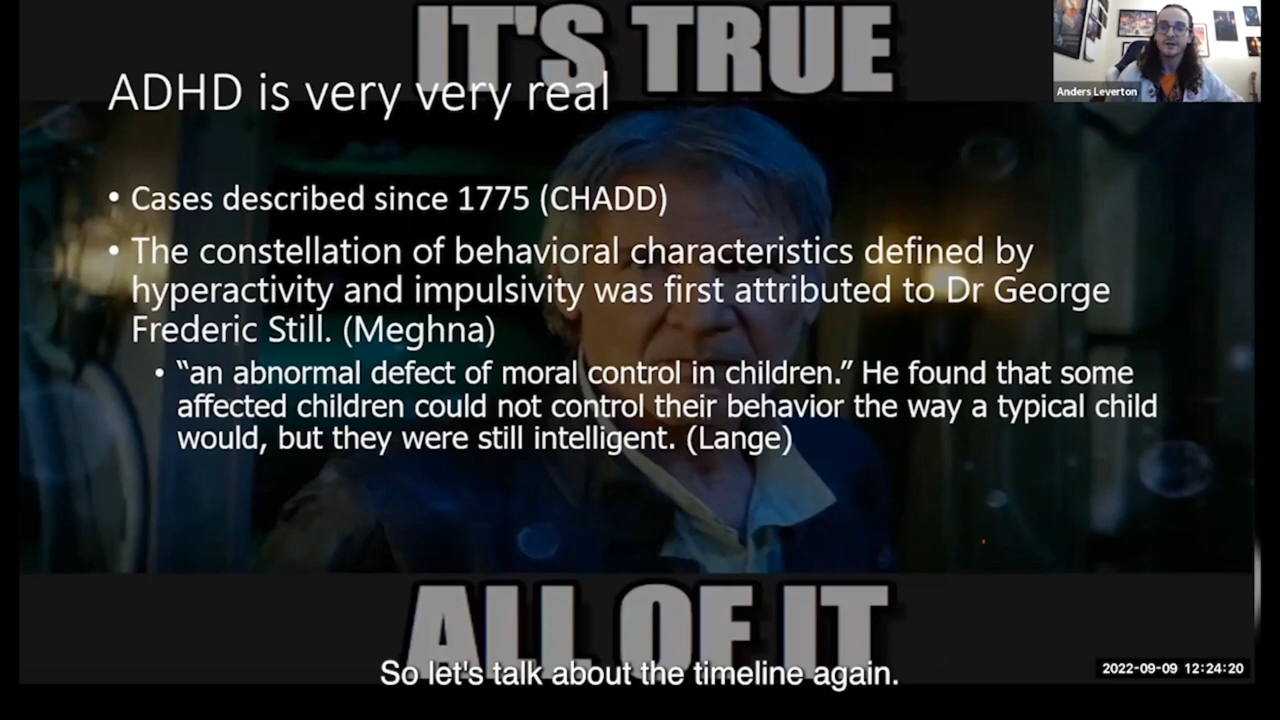 IT'S TRUE
ADHD is very very real
Anders Leverton
• Cases described since 1775 (CHADD)
• The constellation of behavioral characteristics defined by
hyperactivity and impulsivity was first attributed to Dr George
Frederic Still. (Meghna)
• “an abnormal defect of moral control in children.” He found that some
affected children could not control their behavior the way a typical child
would, but they were still intelligent. (Lange)
ALL OF IT
So let's talk about the timeline again.
2022-09-09 12:24:20